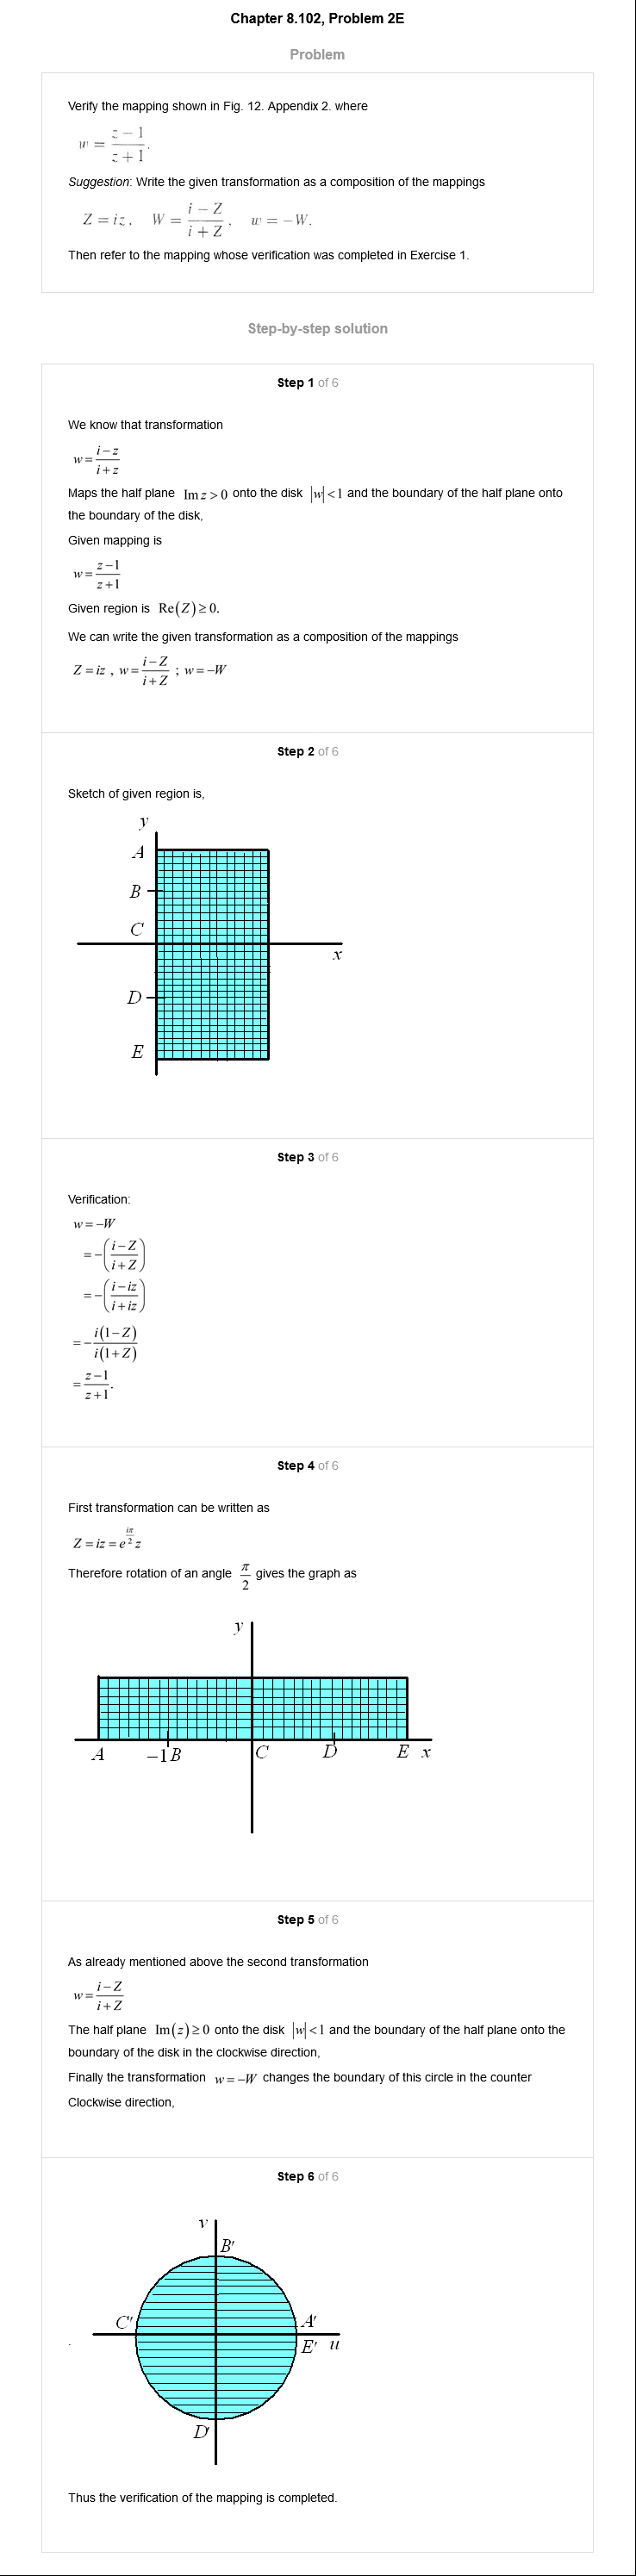 Chapter 8.102, Problem 2E
Problem
Verify the mapping shown in Fig. 12. Appendix 2. where
w = \frac{z - 1}{z + 1}.
Suggestion: Write the given transformation as a composition of the mappings
Z = iz, W = \frac{i - Z}{i + Z}, w = -W.
Then refer to the mapping whose verification was completed in Exercise 1.
Step-by-step solution
Step 1 of 6
We know that transformation
w = \frac{i-z}{i+z}
Maps the half plane Im z > 0 onto the disk |w| < 1 and the boundary of the half plane onto
the boundary of the disk,
Given mapping is
w = \frac{z-1}{z+1}
Given region is Re(Z) ≥ 0.
We can write the given transformation as a composition of the mappings
Z = iz , w = \frac{i-Z}{i+Z} ; w = -W
Step 2 of 6
Sketch of given region is,
y
A
B
C
x
D
E
Step 3 of 6
Verification:
w = -W
= -\left(\frac{i-Z}{i+Z}\right)
= -\left(\frac{i-iz}{i+iz}\right)
= -\frac{i(1-Z)}{i(1+Z)}
= \frac{z-1}{z+1}.
Step 4 of 6
First transformation can be written as
Z = iz = e^{\frac{iπ}{2}} z
Therefore rotation of an angle \frac{π}{2} gives the graph as
y
A -1 B C D E x
Step 5 of 6
As already mentioned above the second transformation
w = \frac{i-Z}{i+Z}
The half plane Im(z) ≥ 0 onto the disk |w| < 1 and the boundary of the half plane onto the
boundary of the disk in the clockwise direction,
Finally the transformation w = -W changes the boundary of this circle in the counter
Clockwise direction,
Step 6 of 6
v
B'
C' A'
E' u
D'
.
Thus the verification of the mapping is completed.